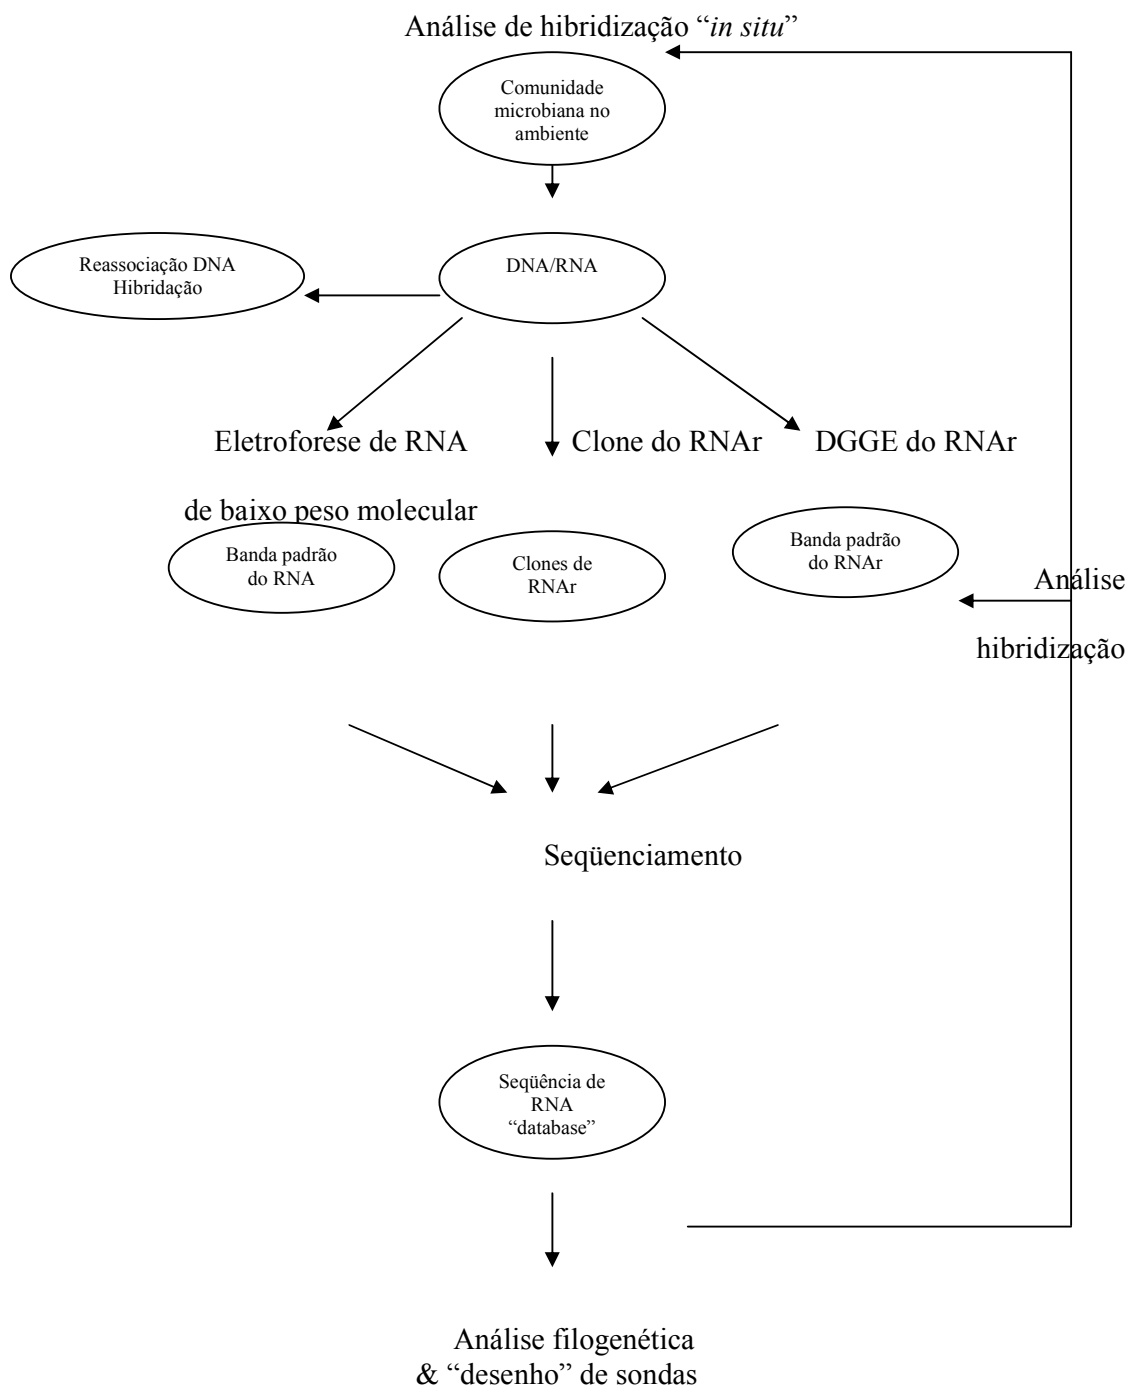 Análise de hibridização “in situ”
Comunidade
microbiana no
ambiente
Reassociação DNA
Hibridação
DNA/RNA
Eletroforese de RNA
Clone do RNAr
DGGE do RNAr
de baixo peso molecular
Banda padrão
do RNA
Clones de
RNAr
Banda padrão
do RNAr
Análise
hibridização
Seqüenciamento
Seqüência de
RNA
“database”
Análise filogenética
& “desenho” de sondas